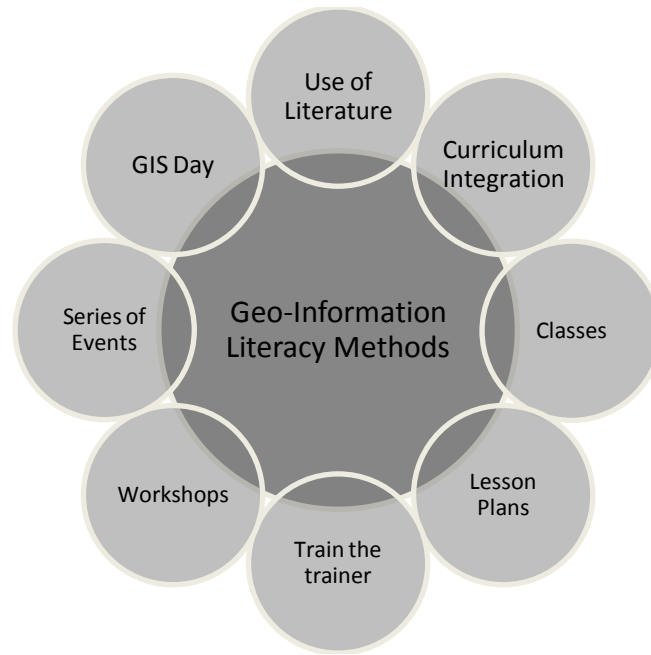 Use of
Literature
Curriculum
Integration
Classes
Lesson
Plans
Train the
trainer
Workshops
Series of
Events
GIS Day
Geo-Information
Literacy Methods